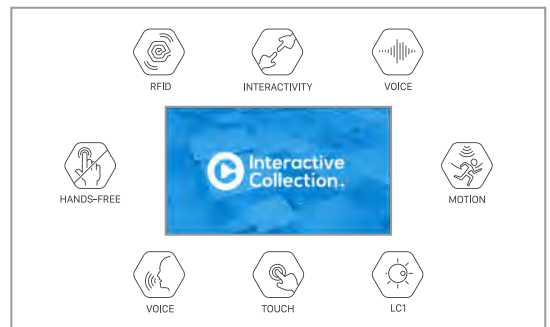 RFID
INTERACTIVITY
VOICE
Interactive
Collection.
HANDS-FREE
MOTION
VOICE
TOUCH
LC1